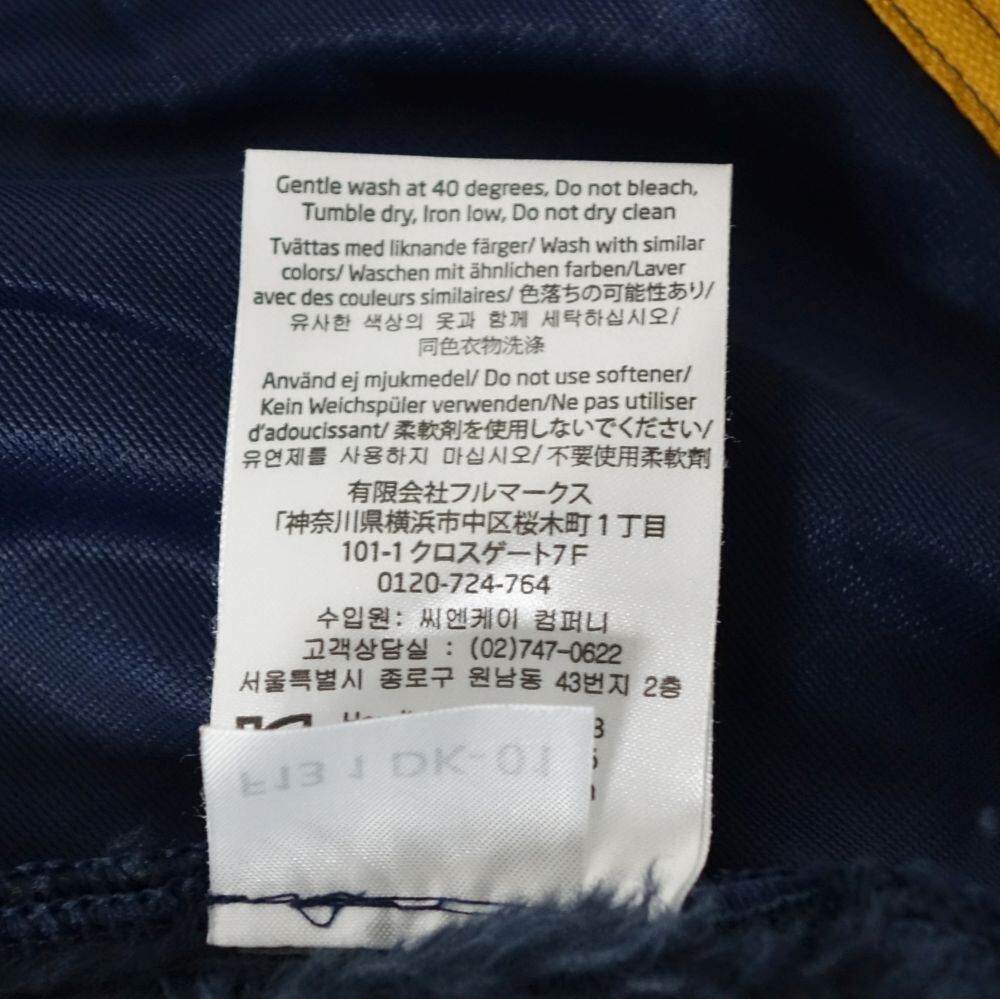 Gentle wash at 40 degrees, Do not bleach,
Tumble dry, Iron low, Do not dry clean
Tvättas med liknande färger/ Wash with similar
colors/ Waschen mit ähnlichen farben/Laver
avec des couleurs similaires/ 色落ちの可能性あり/
유사한 색상의 옷과 함께 세탁하십시오/
同色衣物洗涤
Använd ej mjukmedel/ Do not use softener/
Kein Weichspüler verwenden/Ne pas utiliser
d'adoucissant/ 柔軟剤を使用しないでください/
유연제를 사용하지 마십시오/ 不要使用柔軟劑
有限会社フルマークス
「神奈川県横浜市中区桜木町1丁目
101-1 クロスゲート7F
0120-724-764
수입원: 씨엔케이 컴퍼니
고객상담실 : (02)747-0622
서울특별시 종로구 원남동 43번지 2층
F13 1 DK-01